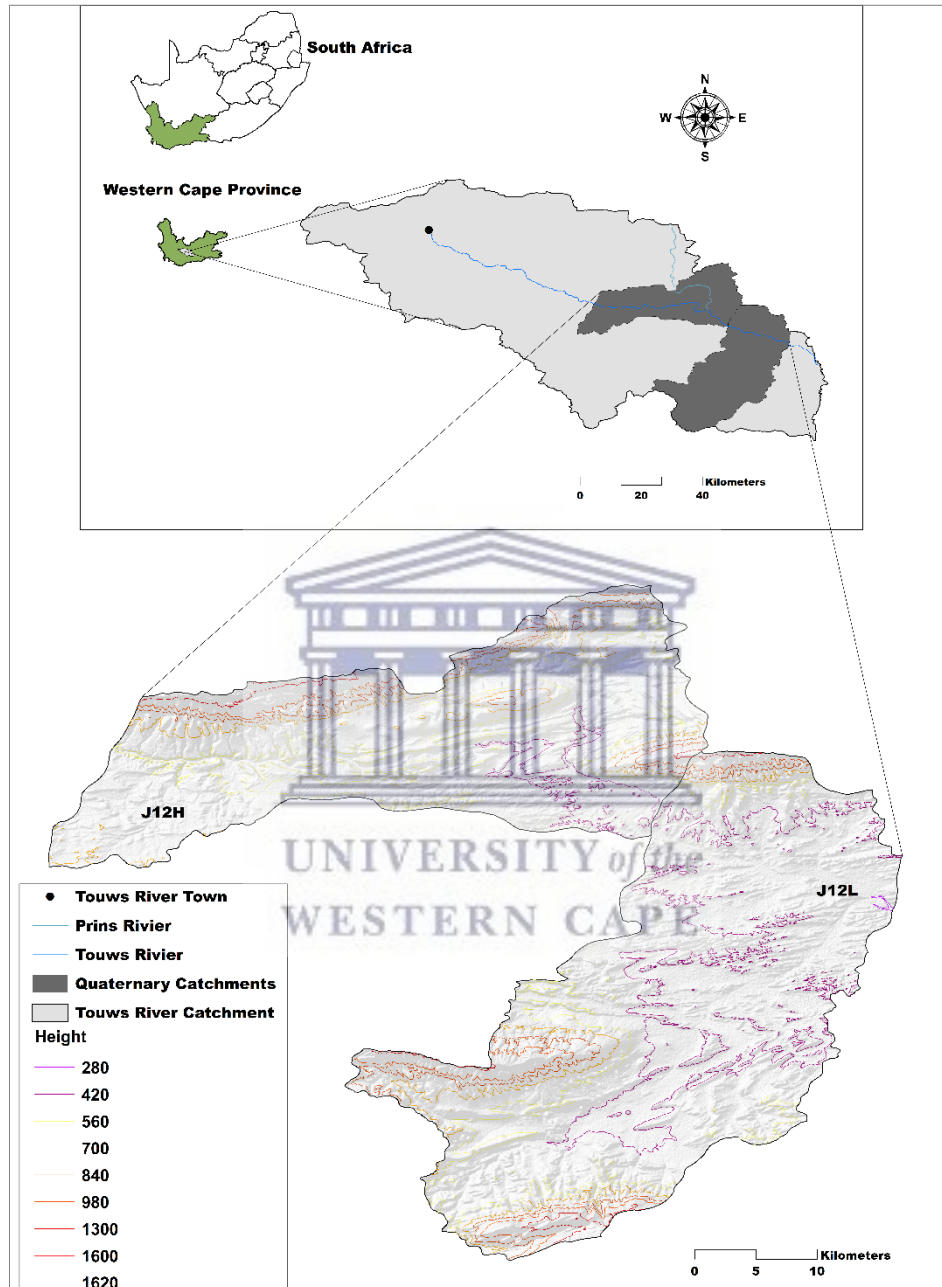 South Africa
N
W E
S
Western Cape Province
Kilometers
0 20 40
J12H
J12L
UNIVERSITY of the
WESTERN CAPE
Touws River Town
Prins Rivier
Touws Rivier
Quaternary Catchments
Touws River Catchment
Height
280
420
560
700
840
980
1300
1600
1620
Kilometers
0 5 10